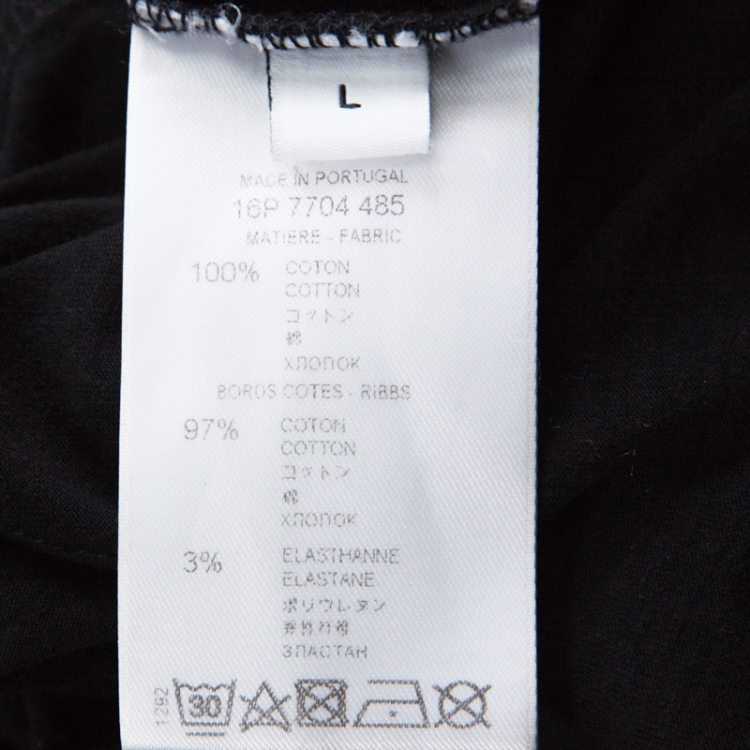 L
MADE IN PORTUGAL
16P 7704 485
MATIERE - FABRIC
100% COTON
COTTON
コットン
棉
ХЛОПОК
BORDS COTES - RIBBS
97% COTON
COTTON
コットン
棉
ХЛОПОК
3% ELASTHANNE
ELASTANE
ポリウレタン
ЭЛАСТАН
1292
30